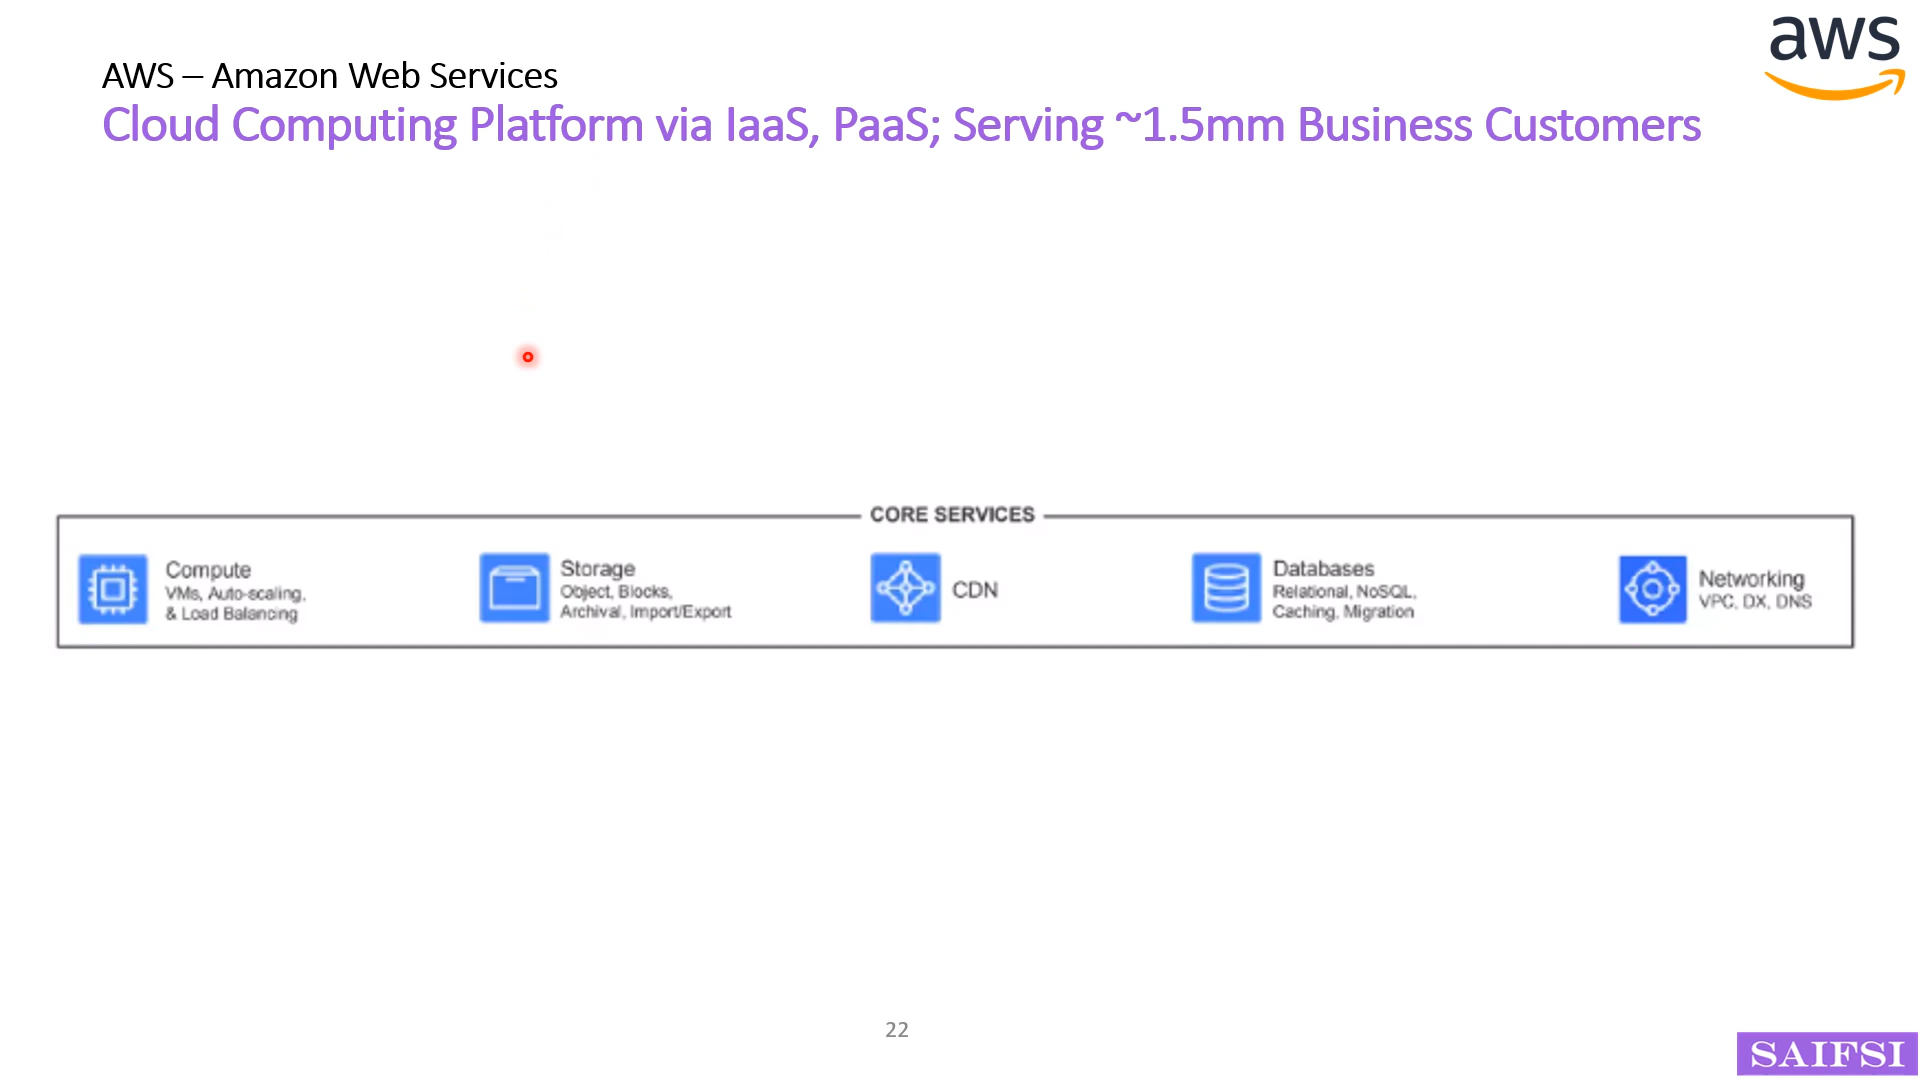 aws
AWS – Amazon Web Services
Cloud Computing Platform via IaaS, PaaS; Serving ~1.5mm Business Customers
CORE SERVICES
Compute
VMs, Auto-scaling,
& Load Balancing
Storage
Object, Blocks,
Archival, Import/Export
CDN
Databases
Relational, NoSQL,
Caching, Migration
Networking
VPC, DX, DNS
22
SAIFSI